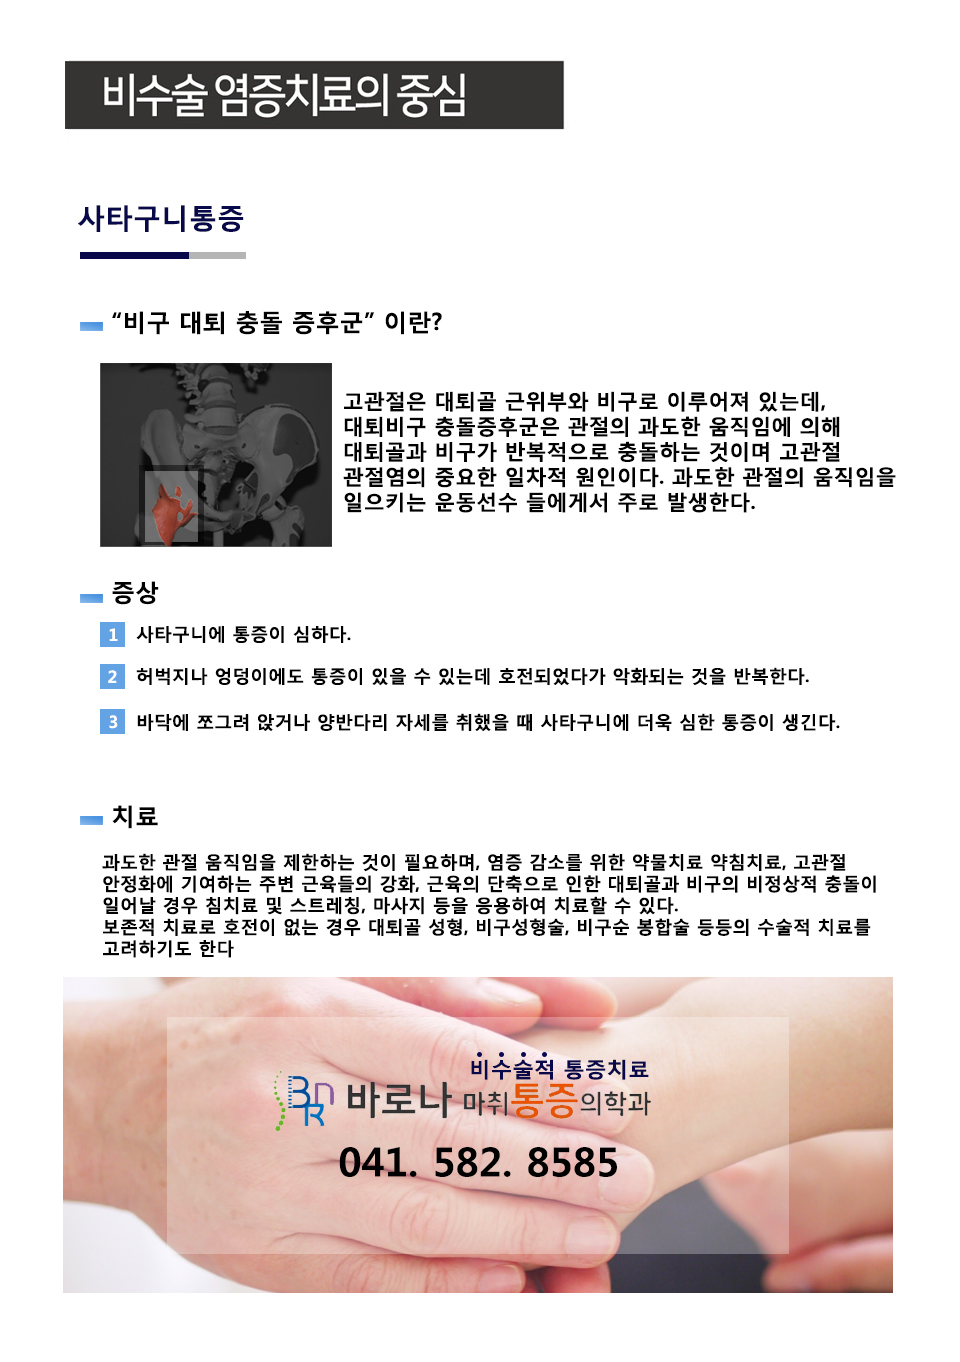 비수술 염증치료의 중심
사타구니통증
“비구 대퇴 충돌 증후군” 이란?
고관절은 대퇴골 근위부와 비구로 이루어져 있는데,
대퇴비구 충돌증후군은 관절의 과도한 움직임에 의해
대퇴골과 비구가 반복적으로 충돌하는 것이며 고관절
관절염의 중요한 일차적 원인이다. 과도한 관절의 움직임을
일으키는 운동선수 들에게서 주로 발생한다.
증상
1 사타구니에 통증이 심하다.
2 허벅지나 엉덩이에도 통증이 있을 수 있는데 호전되었다가 악화되는 것을 반복한다.
3 바닥에 쪼그려 앉거나 양반다리 자세를 취했을 때 사타구니에 더욱 심한 통증이 생긴다.
치료
과도한 관절 움직임을 제한하는 것이 필요하며, 염증 감소를 위한 약물치료 약침치료, 고관절
안정화에 기여하는 주변 근육들의 강화, 근육의 단축으로 인한 대퇴골과 비구의 비정상적 충돌이
일어날 경우 침치료 및 스트레칭, 마사지 등을 응용하여 치료할 수 있다.
보존적 치료로 호전이 없는 경우 대퇴골 성형, 비구성형술, 비구순 봉합술 등등의 수술적 치료를
고려하기도 한다
비수술적 통증치료
BnR 바로나 마취통증의학과
041. 582. 8585